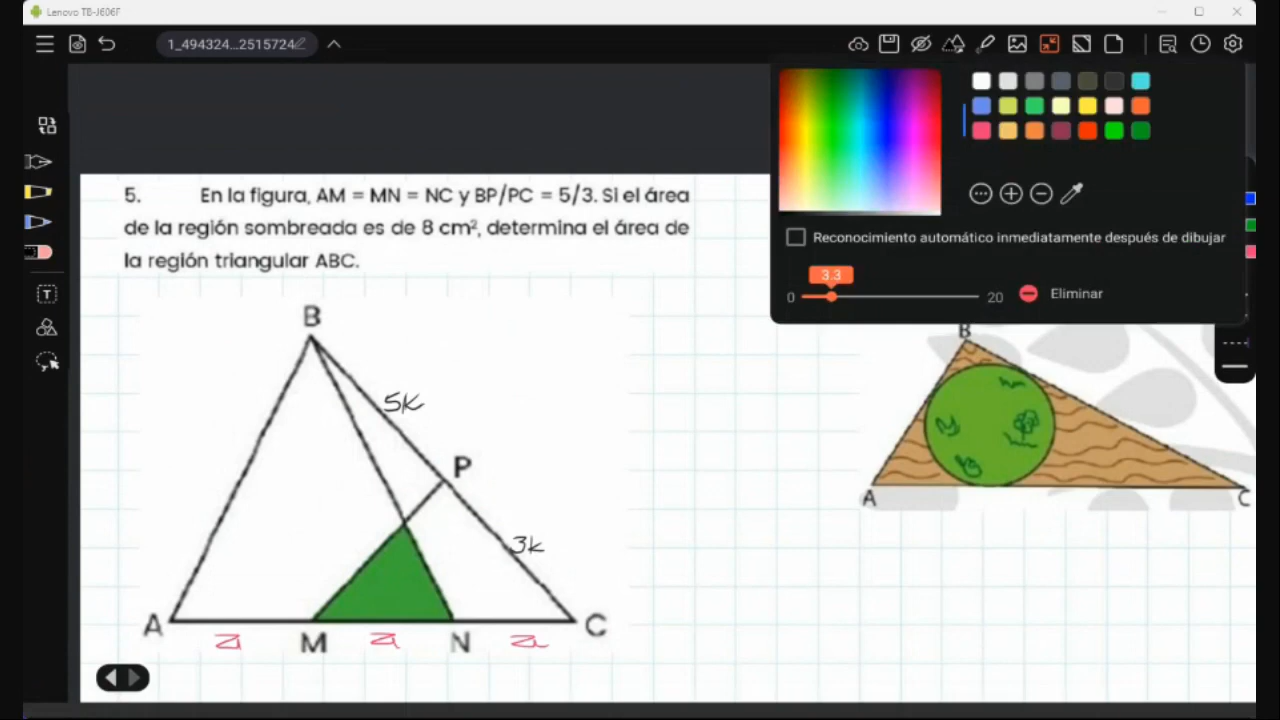 Lenovo TB-J606F
1_494324...2515724
5. En la figura, AM = MN = NC y BP/PC = 5/3. Si el área
de la región sombreada es de 8 cm², determina el área de
la región triangular ABC.
Reconocimiento automático inmediatamente después de dibujar
3.3
0 20 Eliminar
B
5k
P
3k
A M N C
B
A C
T